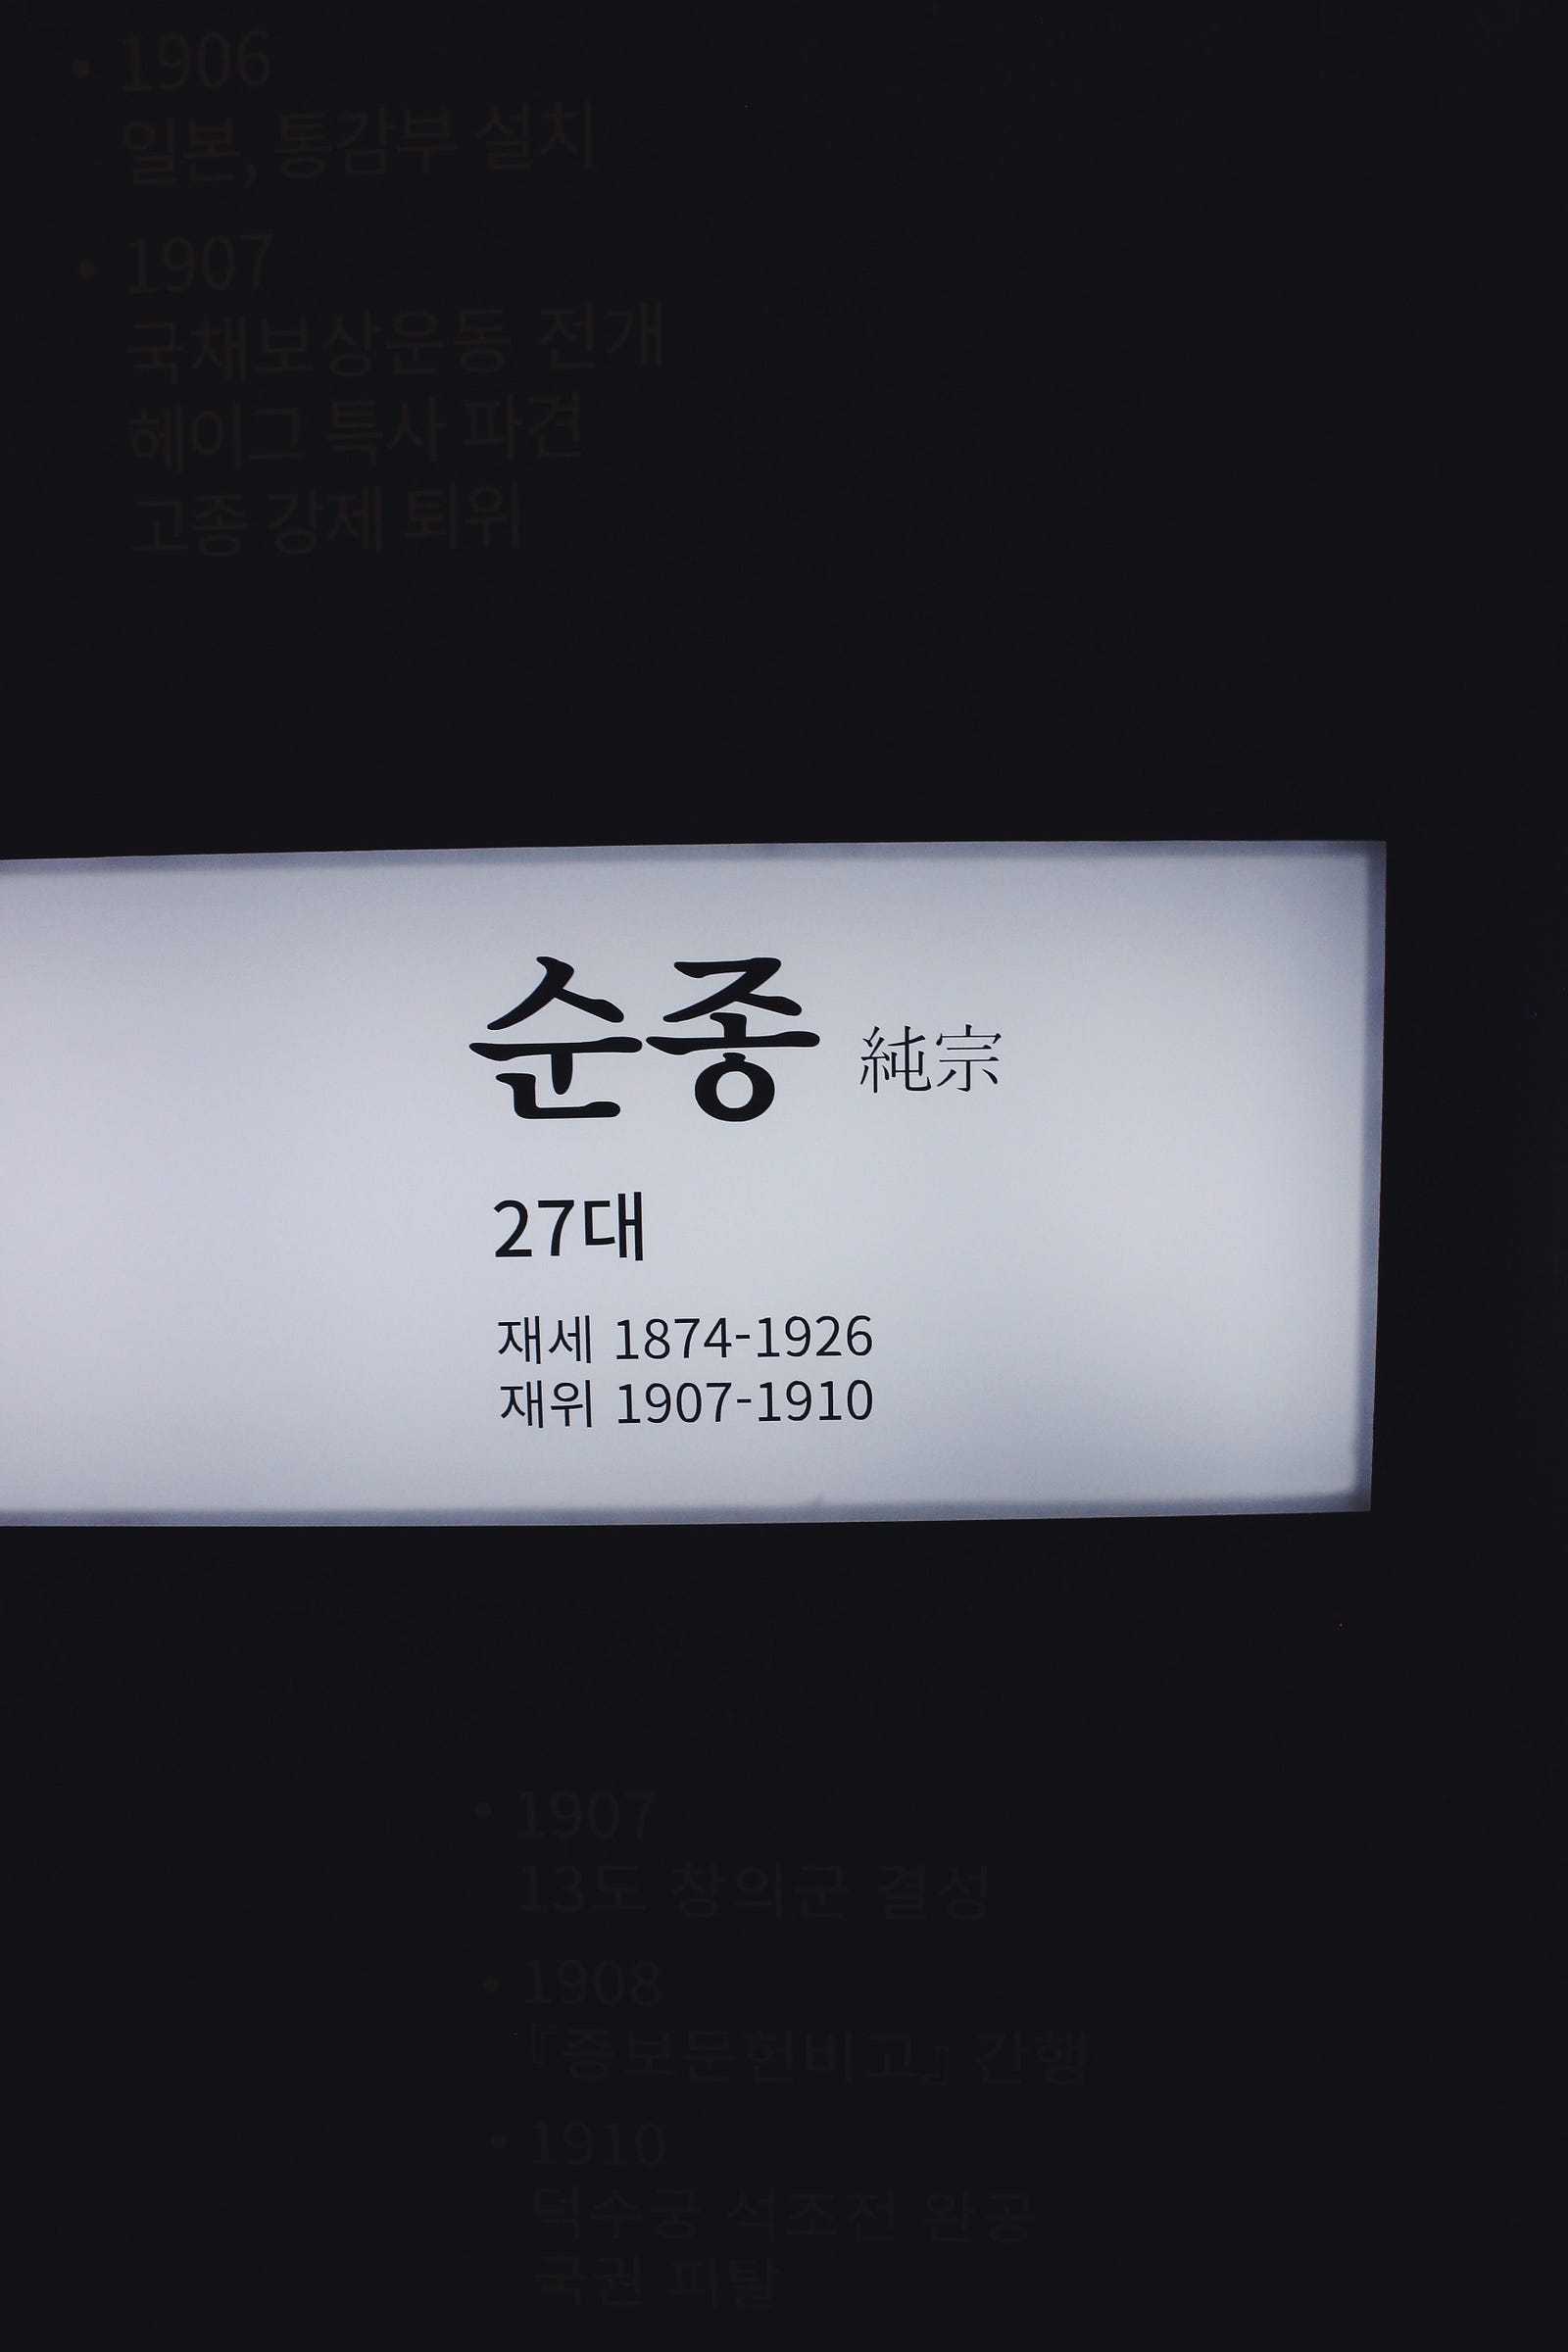 • 1906
일본, 통감부 설치
• 1907
국채보상운동 전개
헤이그 특사 파견
고종 강제 퇴위
순종 純宗
27대
재세 1874-1926
재위 1907-1910
• 1907
13도 창의군 결성
• 1908
『증보문헌비고』 간행
• 1910
덕수궁 석조전 완공
국권 피탈